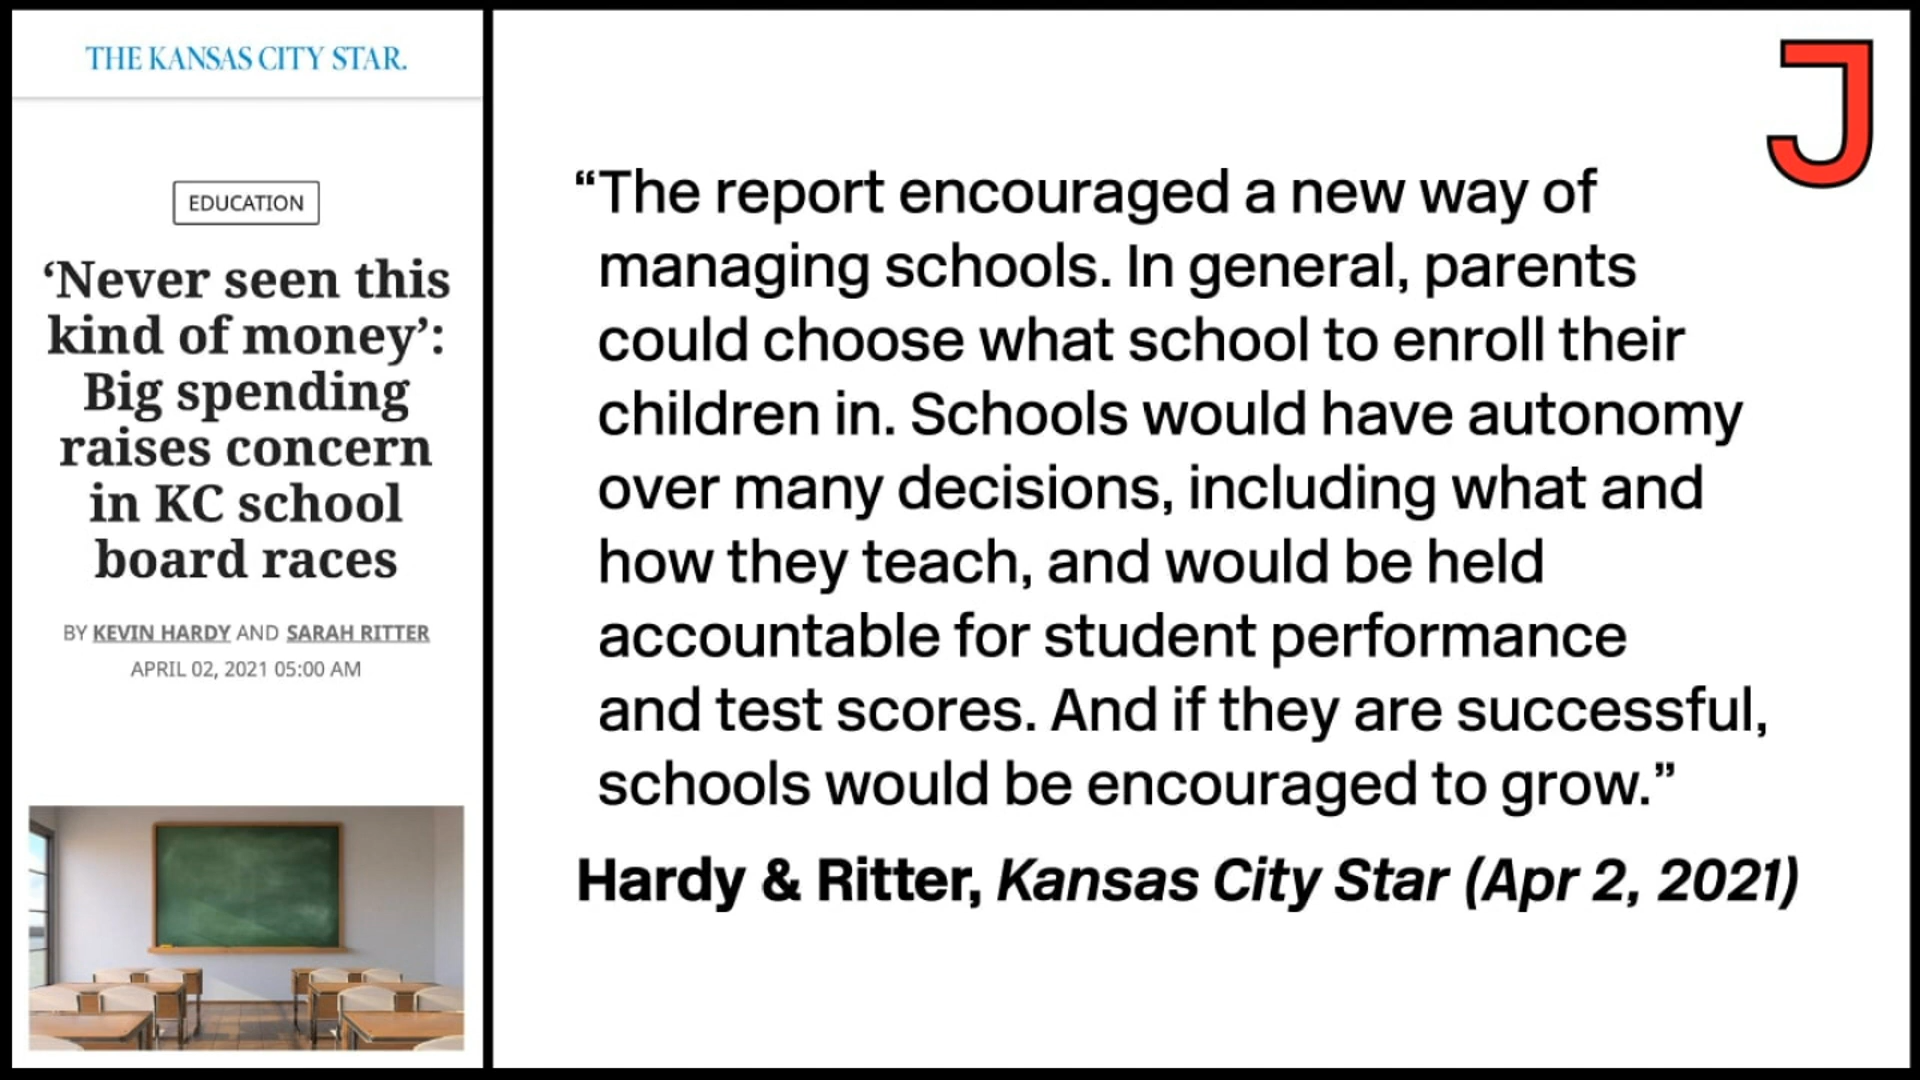 THE KANSAS CITY STAR.
EDUCATION
‘Never seen this
kind of money’:
Big spending
raises concern
in KC school
board races
BY KEVIN HARDY AND SARAH RITTER
APRIL 02, 2021 05:00 AM
J
“The report encouraged a new way of
managing schools. In general, parents
could choose what school to enroll their
children in. Schools would have autonomy
over many decisions, including what and
how they teach, and would be held
accountable for student performance
and test scores. And if they are successful,
schools would be encouraged to grow.”
Hardy & Ritter, Kansas City Star (Apr 2, 2021)